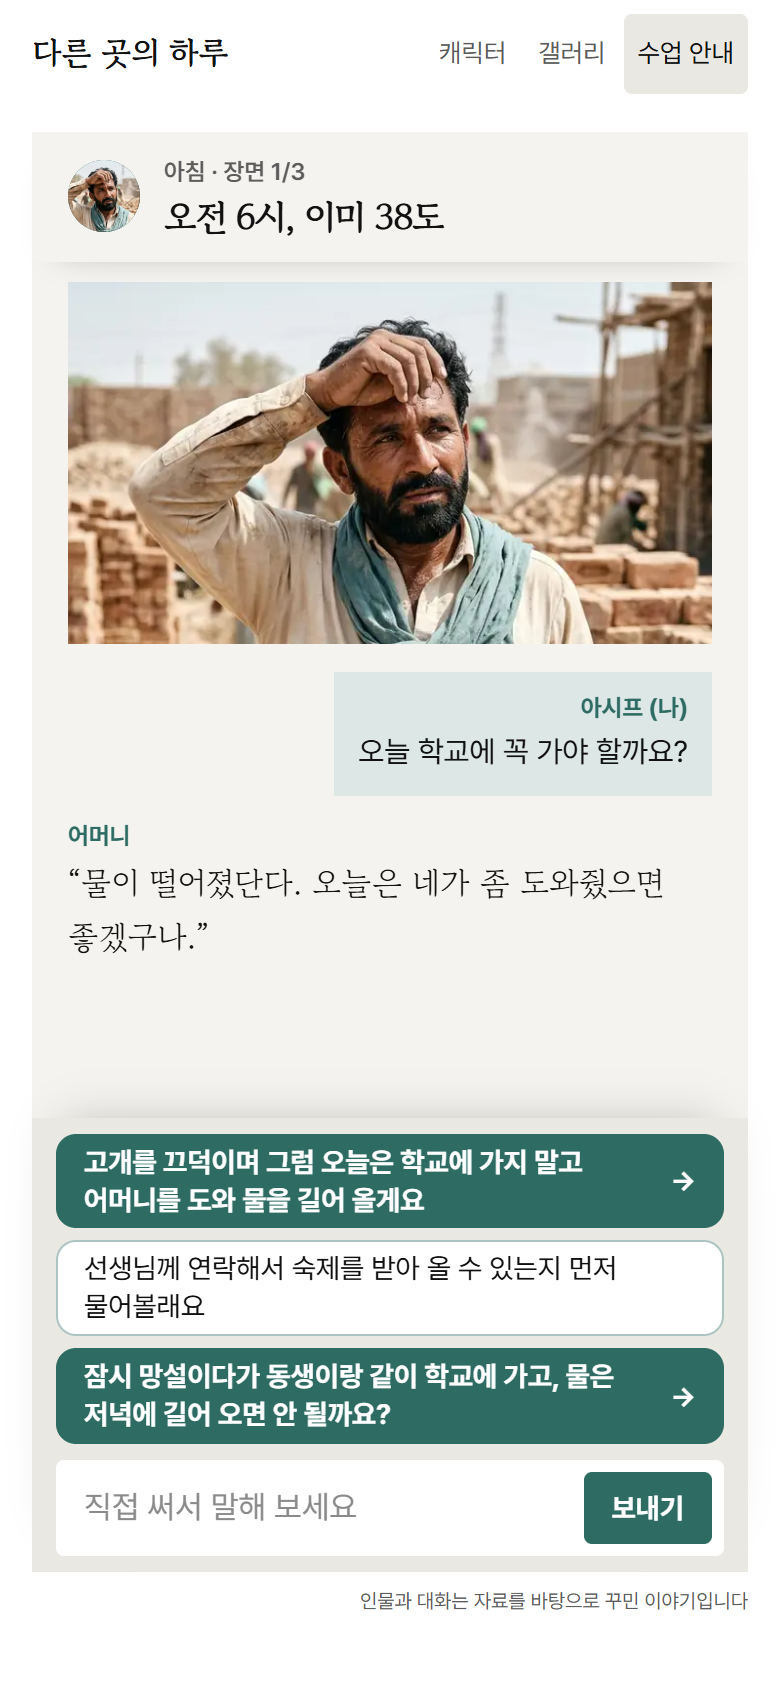 다른 곳의 하루
캐릭터
갤러리
수업 안내
아침 · 장면 1/3
오전 6시, 이미 38도
아시프 (나)
오늘 학교에 꼭 가야 할까요?
어머니
“물이 떨어졌단다. 오늘은 네가 좀 도와줬으면
좋겠구나.”
고개를 끄덕이며 그럼 오늘은 학교에 가지 말고
어머니를 도와 물을 길어 올게요
선생님께 연락해서 숙제를 받아 올 수 있는지 먼저
물어볼래요
잠시 망설이다가 동생이랑 같이 학교에 가고, 물은
저녁에 길어 오면 안 될까요?
직접 써서 말해 보세요
보내기
인물과 대화는 자료를 바탕으로 꾸민 이야기입니다